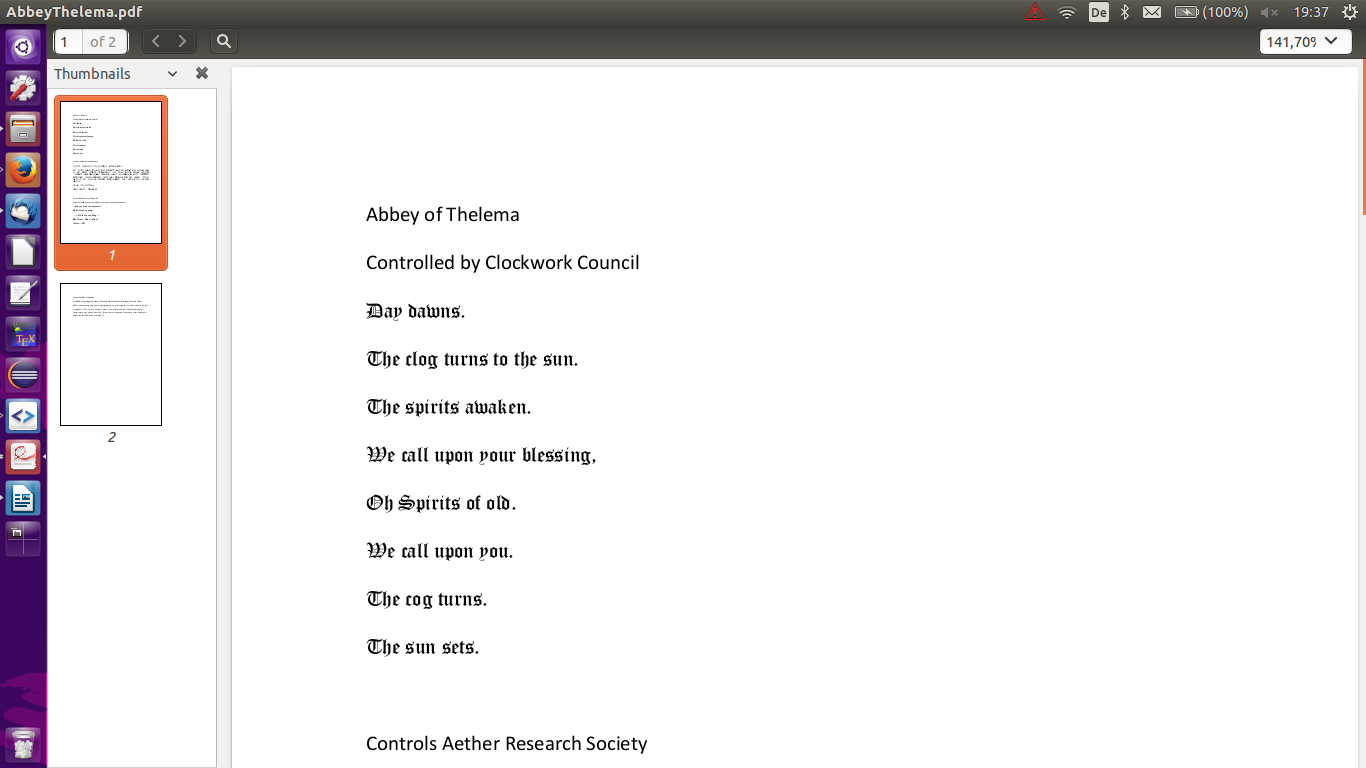 AbbeyThelema.pdf
De
(100%)
19:37
1
of 2
141,70%
Thumbnails
1
2
Abbey of Thelema
Controlled by Clockwork Council
Day dawns.
The clog turns to the sun.
The spirits awaken.
We call upon your blessing,
Oh Spirits of old.
We call upon you.
The cog turns.
The sun sets.
Controls Aether Research Society